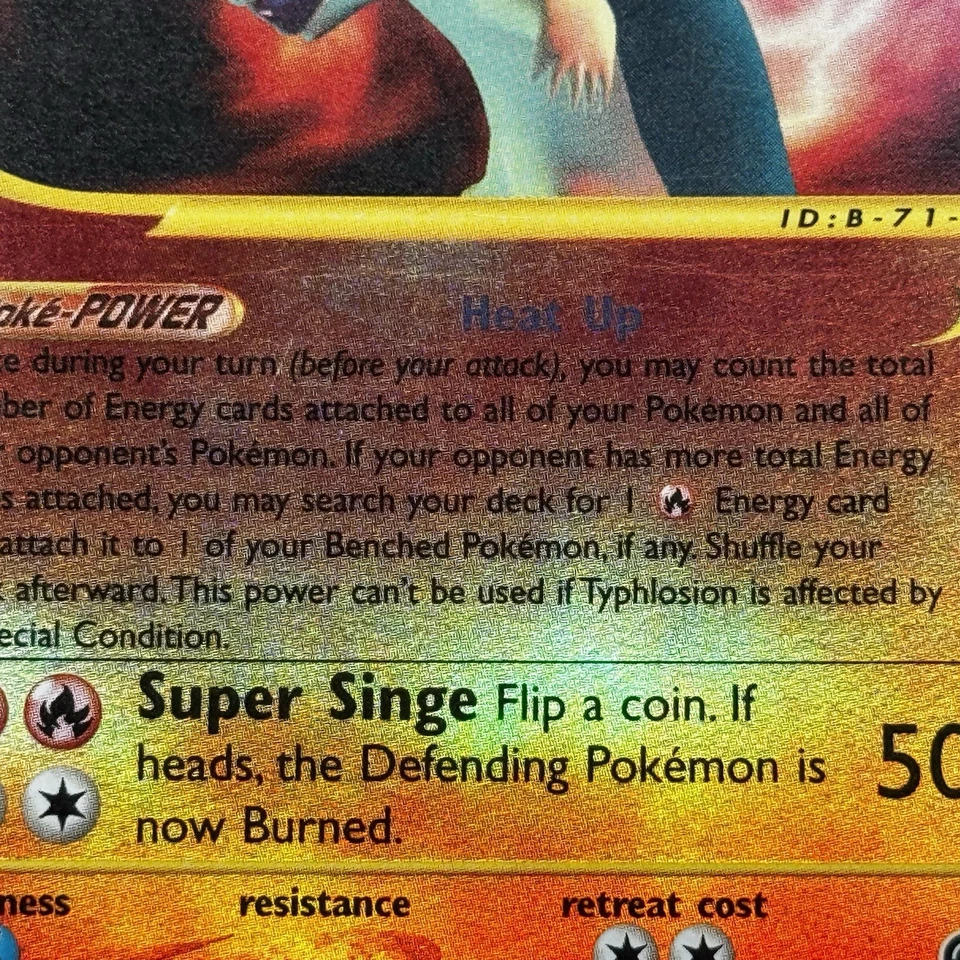 ID:B-71-
oké-POWER Heat Up
e during your turn (before your attack), you may count the total
ber of Energy cards attached to all of your Pokémon and all of
r opponent's Pokémon. If your opponent has more total Energy
s attached, you may search your deck for 1 Energy card
attach it to 1 of your Benched Pokémon, if any. Shuffle your
k afterward. This power can't be used if Typhlosion is affected by
ecial Condition.
Super Singe Flip a coin. If
heads, the Defending Pokémon is 50
now Burned.
ness resistance retreat cost